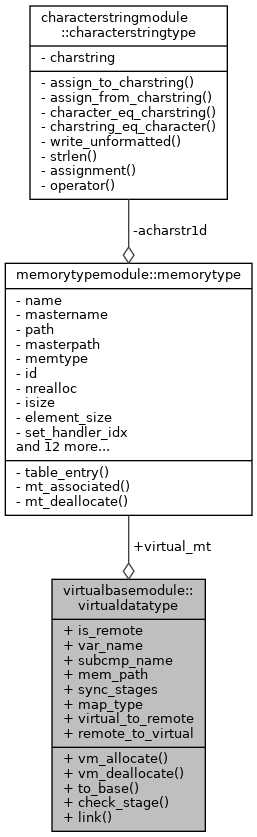 characterstringmodule
::characterstringtype
- charstring
- assign_to_charstring()
- assign_from_charstring()
- character_eq_charstring()
- charstring_eq_character()
- write_unformatted()
- strlen()
- assignment()
- operator()
-acharstr1d
memorytypemodule::memorytype
- name
- mastername
- path
- masterpath
- memtype
- id
- nrealloc
- isize
- element_size
- set_handler_idx
and 12 more...
- table_entry()
- mt_associated()
- mt_deallocate()
+virtual_mt
virtualbasemodule::
virtualdatatype
+ is_remote
+ var_name
+ subcmp_name
+ mem_path
+ sync_stages
+ map_type
+ virtual_to_remote
+ remote_to_virtual
+ vm_allocate()
+ vm_deallocate()
+ to_base()
+ check_stage()
+ link()